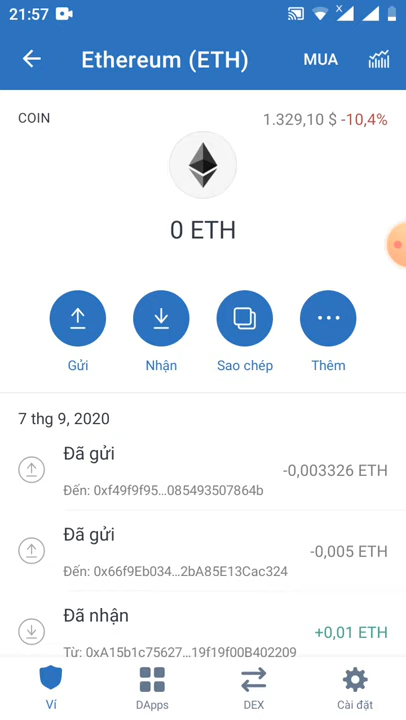 21:57
Ethereum (ETH)
MUA
COIN
1.329,10 $ -10,4%
0 ETH
Gửi
Nhận
Sao chép
Thêm
7 thg 9, 2020
Đã gửi
-0,003326 ETH
Đến: 0xf49f9f95...085493507864b
Đã gửi
-0,005 ETH
Đến: 0x66f9Eb034...2bA85E13Cac324
Đã nhận
+0,01 ETH
Từ: 0xA15b1c75627...19f19f00B402209
Ví
DApps
DEX
Cài đặt